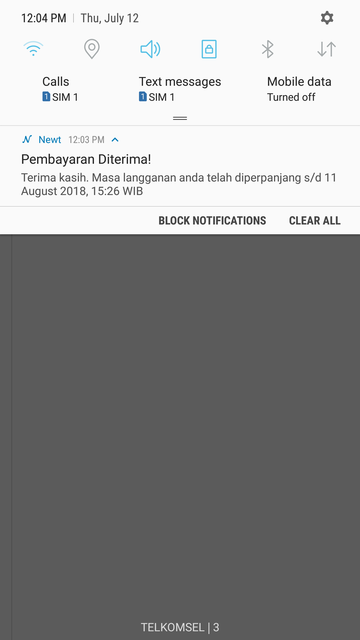 12:04 PM | Thu, July 12
Calls Text messages Mobile data
1 SIM 1 1 SIM 1 Turned off
Newt 12:03 PM
Pembayaran Diterima!
Terima kasih. Masa langganan anda telah diperpanjang s/d 11
August 2018, 15:26 WIB
BLOCK NOTIFICATIONS CLEAR ALL
TELKOMSEL | 3